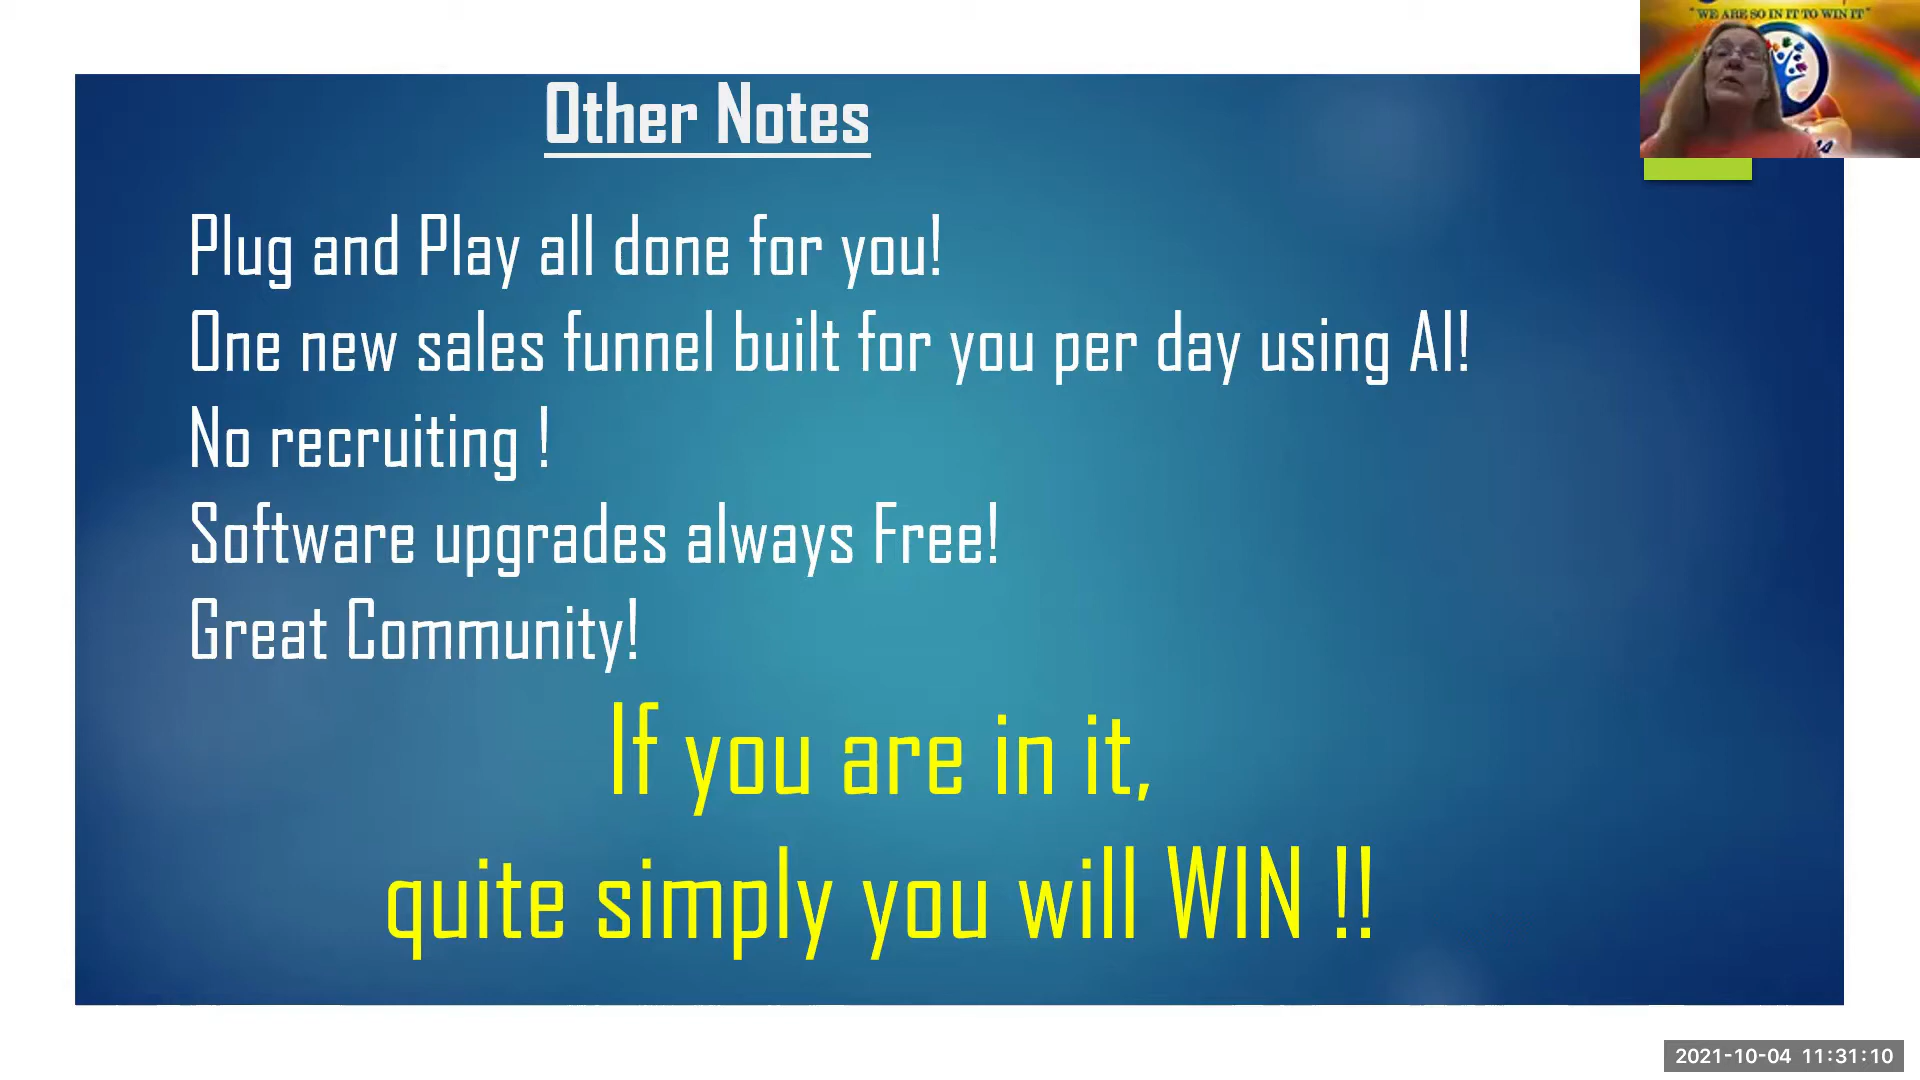 " WE ARE SO IN IT TO WIN IT "
Other Notes
Plug and Play all done for you!
One new sales funnel built for you per day using AI!
No recruiting !
Software upgrades always Free!
Great Community!
If you are in it,
quite simply you will WIN !!
2021-10-04 11:31:10